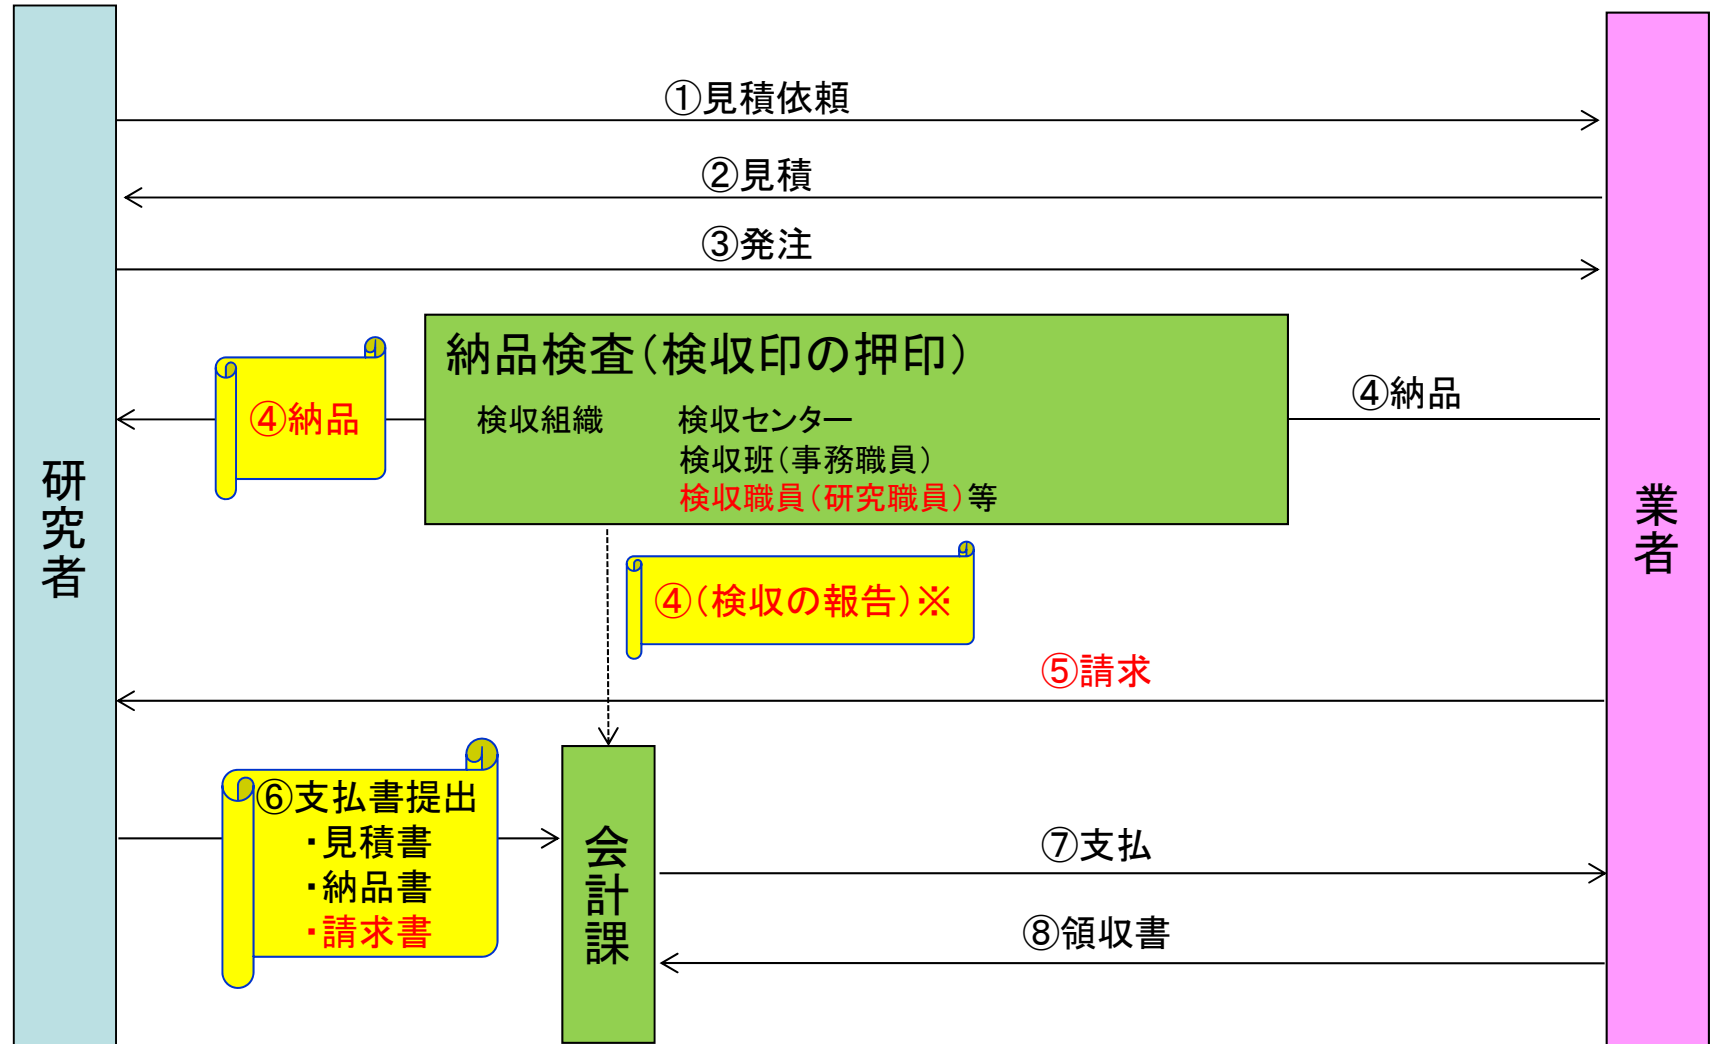 ①見積依頼
②見積
③発注
納品検査（検収印の押印）
検収組織　検収センター
検収班（事務職員）
検収職員（研究職員）等
④納品
④納品
研究者
業者
④（検収の報告）※
⑤請求
⑥支払書提出
・見積書
・納品書
・請求書
会計課
⑦支払
⑧領収書